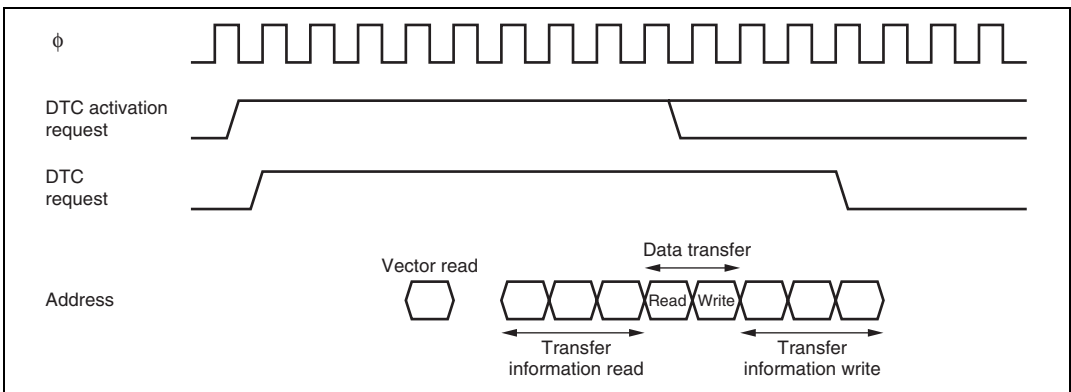 ϕ
DTC activation
request
DTC
request
Data transfer
Vector read
Address
Read
Write
Transfer
information read
Transfer
information write